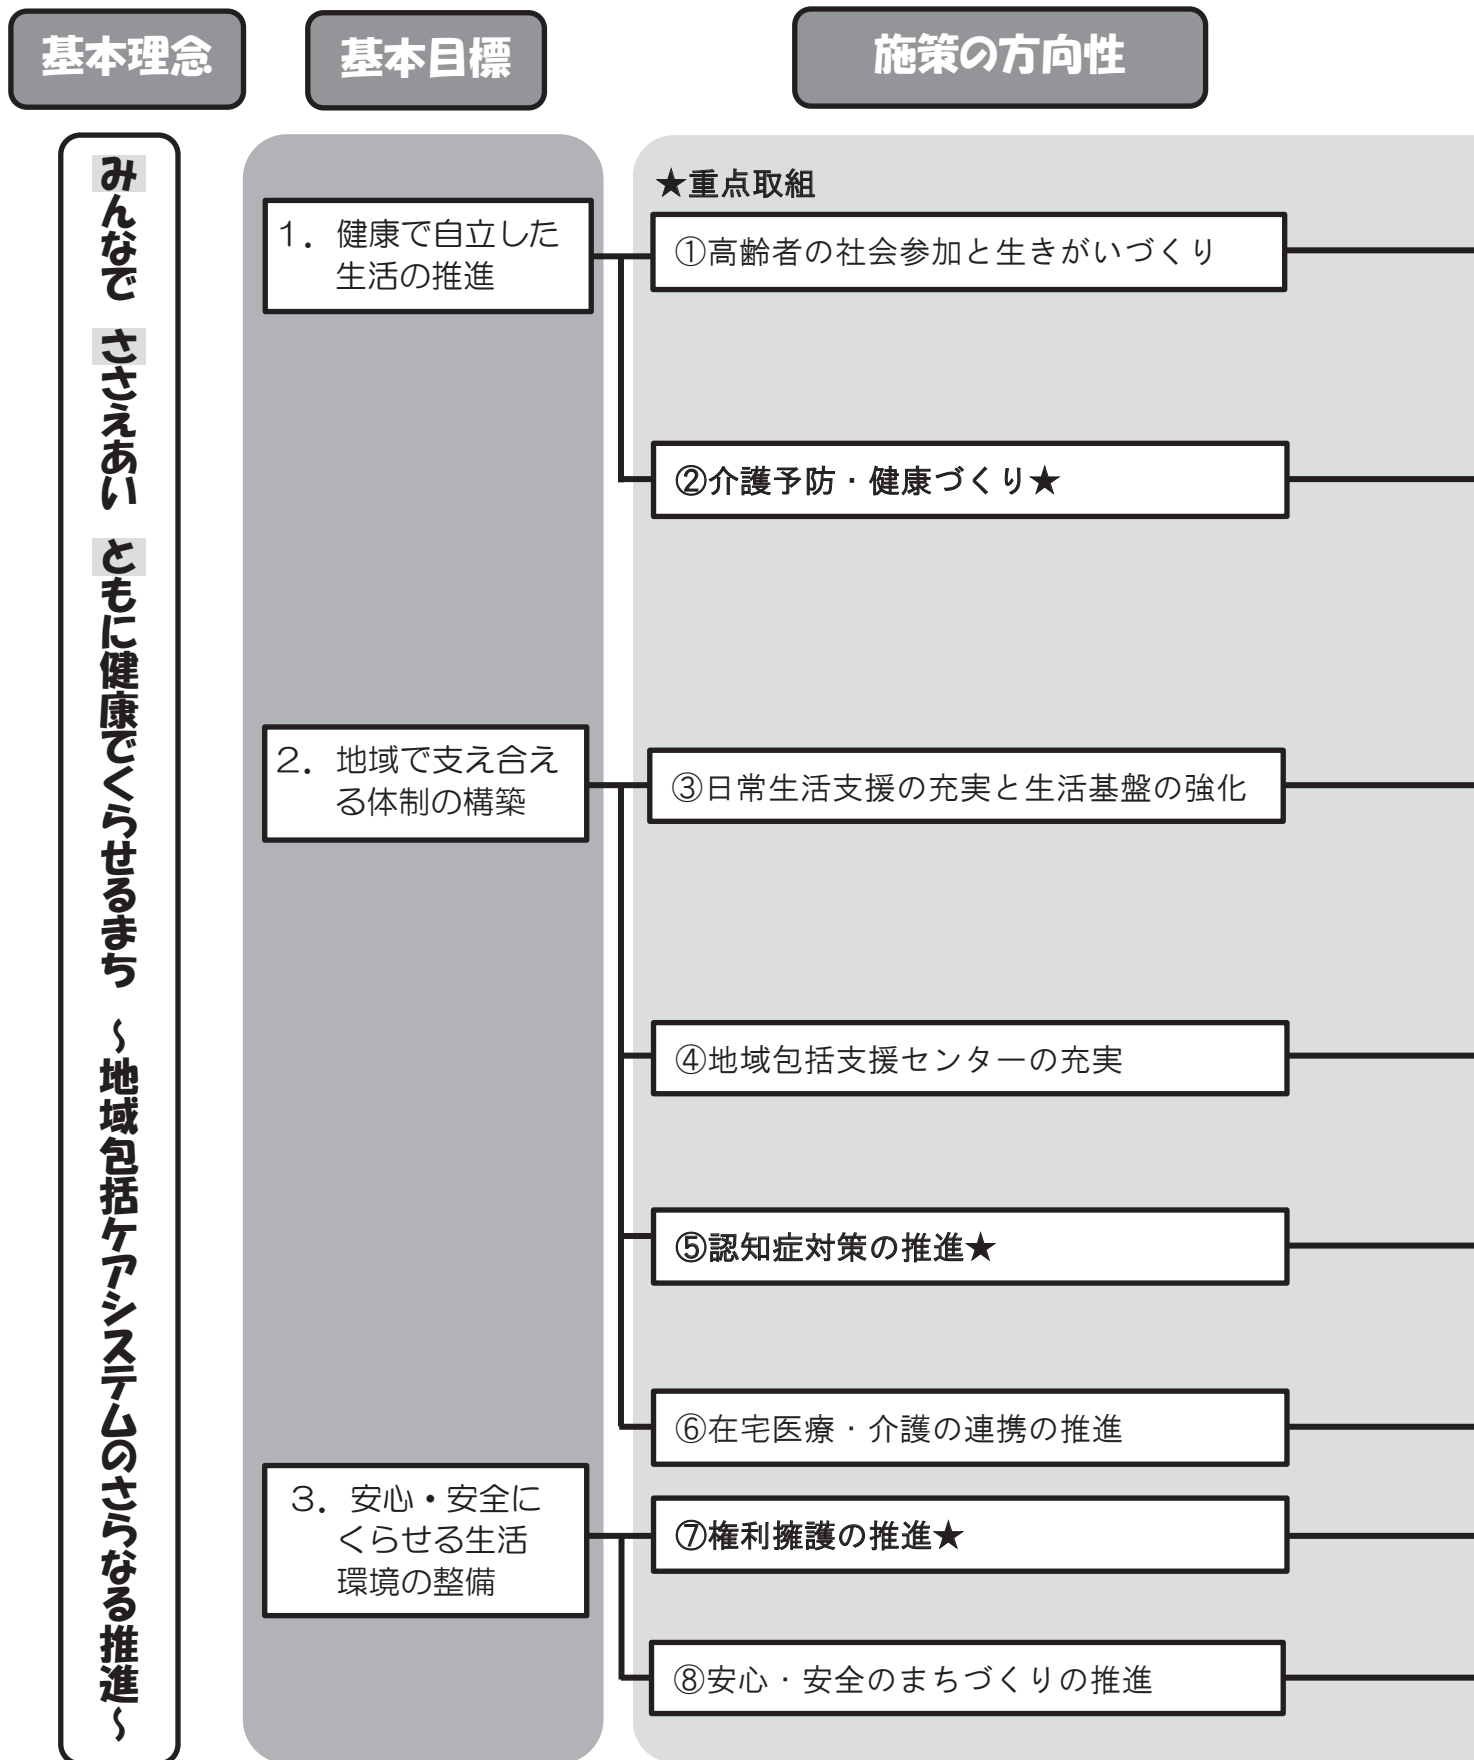 基本理念
基本目標
施策の方向性
みんなで ささえあい ともに健康でくらせるまち ～地域包括ケアシステムのさらなる推進～
★重点取組
１．健康で自立した
生活の推進
①高齢者の社会参加と生きがいづくり
②介護予防・健康づくり★
２．地域で支え合え
る体制の構築
③日常生活支援の充実と生活基盤の強化
④地域包括支援センターの充実
⑤認知症対策の推進★
⑥在宅医療・介護の連携の推進
３．安心・安全に
くらせる生活
環境の整備
⑦権利擁護の推進★
⑧安心・安全のまちづくりの推進